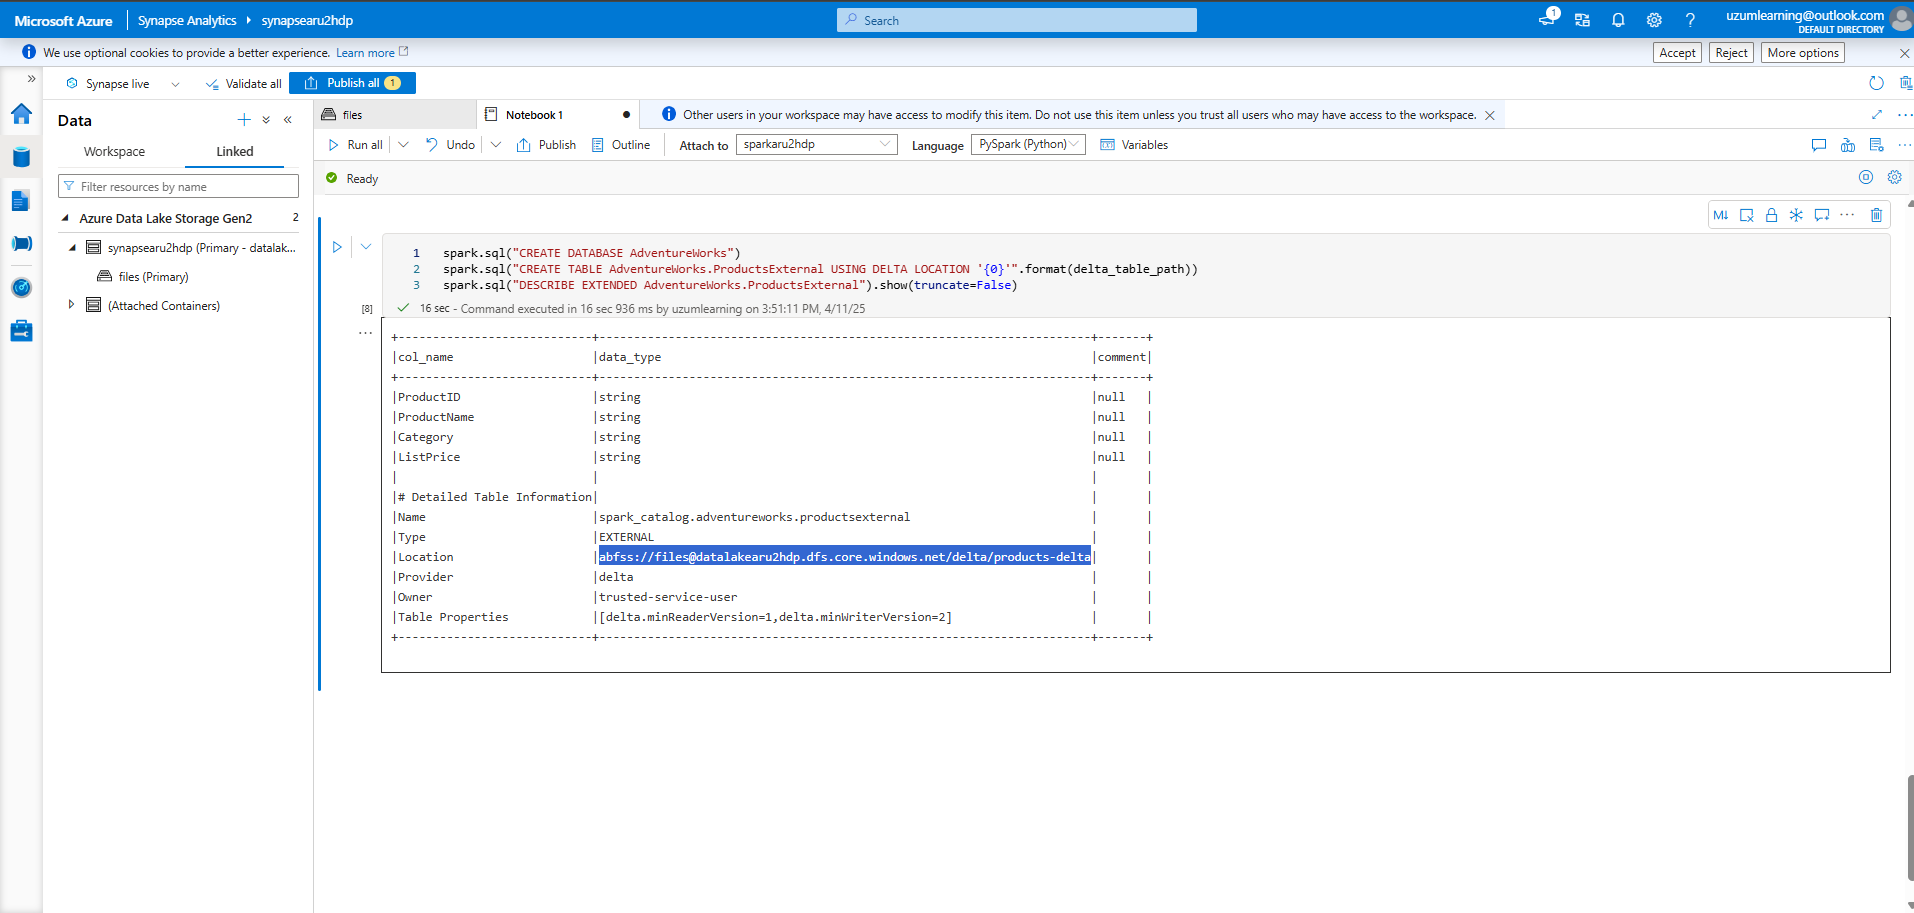 Microsoft Azure | Synapse Analytics ▸ synapsearu2hdp
Search
1
uzumlearning@outlook.com
DEFAULT DIRECTORY
We use optional cookies to provide a better experience. Learn more
Accept
Reject
More options
Synapse live
Validate all
Publish all 1
Data
Workspace
Linked
Filter resources by name
Azure Data Lake Storage Gen2 2
synapsearu2hdp (Primary - datalak...
files (Primary)
(Attached Containers)
files
Notebook 1
Other users in your workspace may have access to modify this item. Do not use this item unless you trust all users who may have access to the workspace.
Run all
Undo
Publish
Outline
Attach to
sparkaru2hdp
Language
PySpark (Python)
Variables
Ready
M↓
1 spark.sql("CREATE DATABASE AdventureWorks")
2 spark.sql("CREATE TABLE AdventureWorks.ProductsExternal USING DELTA LOCATION '{0}'".format(delta_table_path))
3 spark.sql("DESCRIBE EXTENDED AdventureWorks.ProductsExternal").show(truncate=False)
[8]
16 sec - Command executed in 16 sec 936 ms by uzumlearning on 3:51:11 PM, 4/11/25
+----------------------------+-----------------------------------------------------------------------+-------+
|col_name |data_type |comment|
+----------------------------+-----------------------------------------------------------------------+-------+
|ProductID |string |null |
|ProductName |string |null |
|Category |string |null |
|ListPrice |string |null |
| | | |
|# Detailed Table Information| | |
|Name |spark_catalog.adventureworks.productsexternal | |
|Type |EXTERNAL | |
|Location |abfss://files@datalakearu2hdp.dfs.core.windows.net/delta/products-delta| |
|Provider |delta | |
|Owner |trusted-service-user | |
|Table Properties |[delta.minReaderVersion=1,delta.minWriterVersion=2] | |
+----------------------------+-----------------------------------------------------------------------+-------+